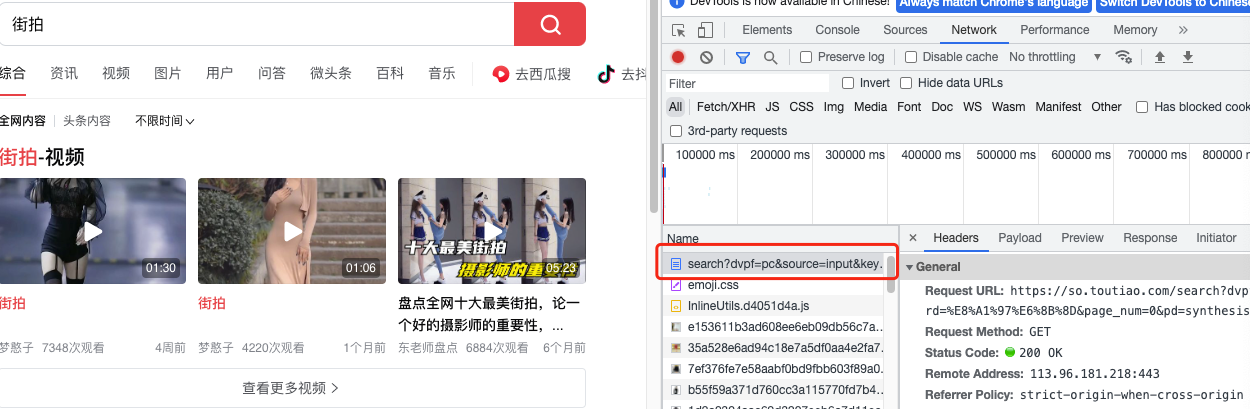 街拍
综合 资讯 视频 图片 用户 问答 微头条 百科 音乐 去西瓜搜 去抖
全网内容 头条内容 不限时间
街拍-视频
01:30
01:06
十大最美街拍
摄影师的重要性
05:23
街拍
梦憨子 7348次观看 4周前
街拍
梦憨子 4220次观看 1个月前
盘点全网十大最美街拍，论一
个好的摄影师的重要性，...
东老师盘点 6884次观看 6个月前
查看更多视频
DevTools is now available in Chinese! Always match Chrome's language Switch DevTools to Chinese
Elements Console Sources Network Performance Memory
Preserve log Disable cache No throttling
Filter Invert Hide data URLs
All Fetch/XHR JS CSS Img Media Font Doc WS Wasm Manifest Other Has blocked cook
3rd-party requests
100000 ms 200000 ms 300000 ms 400000 ms 500000 ms 600000 ms 700000 ms 800000
Name
search?dvpf=pc&source=input&key...
emoji.css
InlineUtils.d4051d4a.js
e153611b3ad608ee6eb09db56c7a...
35a528e6ad94c18e7a5df0aa4e2fa7...
7ef376fe7e58aabf0bd9fbb603f89a0...
b55f59a371d760cc3a115770fd7b4...
Headers Payload Preview Response Initiator
General
Request URL: https://so.toutiao.com/search?dvp
rd=%E8%A1%97%E6%8B%8D&page_num=0&pd=synthesis
Request Method: GET
Status Code: 200 OK
Remote Address: 113.96.181.218:443
Referrer Policy: strict-origin-when-cross-origin